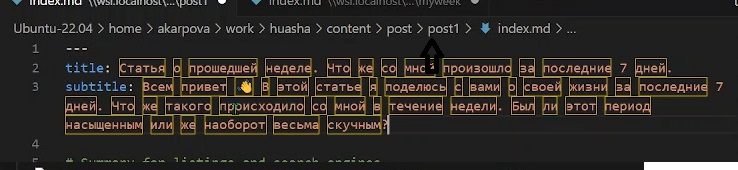 index.md \\wsl.localhost\...\post1 index.md \\wsl.localhost\...\myweek
Ubuntu-22.04 > home > akarpova > work > huasha > content > post > post1 > index.md > ...
1 ---
2 title: Статья о прошедшей неделе. Что же со мной произошло за последние 7 дней.
3 subtitle: Всем привет 👋 В этой статье я поделюсь с вами о своей жизни за последние 7
дней. Что же такого происходило со мной в течение недели. Был ли этот период
насыщенным или же наоборот весьма скучным?
4
5 # Summary for listings and search engines